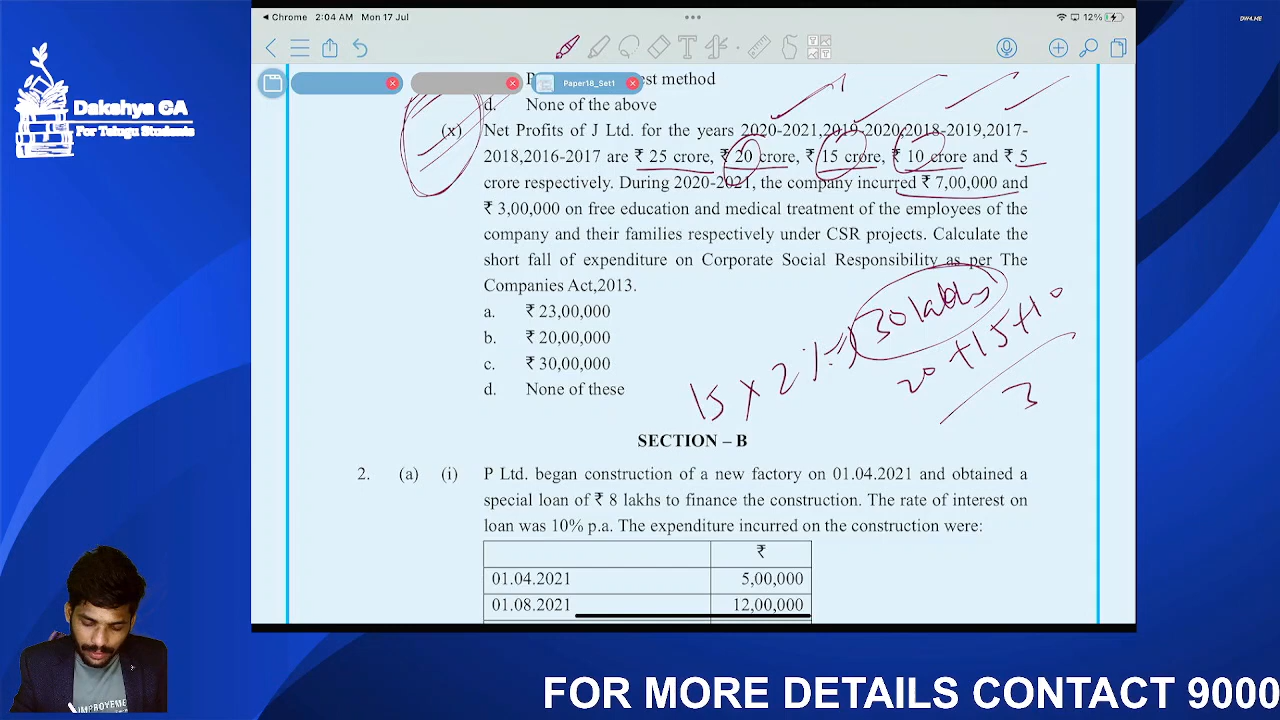 Chrome 2:04 AM Mon 17 Jul
12%
DW4.ME
Dakshya CA
For Telugu Students
Paper18_Set1
est method
d. None of the above
(x) Net Profits of J Ltd. for the years 2020-2021,2019-2020,2018-2019,2017-
2018,2016-2017 are ₹ 25 crore, ₹ 20 crore, ₹ 15 crore, ₹ 10 crore and ₹ 5
crore respectively. During 2020-2021, the company incurred ₹ 7,00,000 and
₹ 3,00,000 on free education and medical treatment of the employees of the
company and their families respectively under CSR projects. Calculate the
short fall of expenditure on Corporate Social Responsibility as per The
Companies Act,2013.
a. ₹ 23,00,000
b. ₹ 20,00,000
c. ₹ 30,00,000
d. None of these
15 x 2% = 30 lakhs
20 + 15 + 10
3
SECTION – B
2. (a) (i) P Ltd. began construction of a new factory on 01.04.2021 and obtained a
special loan of ₹ 8 lakhs to finance the construction. The rate of interest on
loan was 10% p.a. The expenditure incurred on the construction were:
₹
01.04.2021 5,00,000
01.08.2021 12,00,000
FOR MORE DETAILS CONTACT 9000